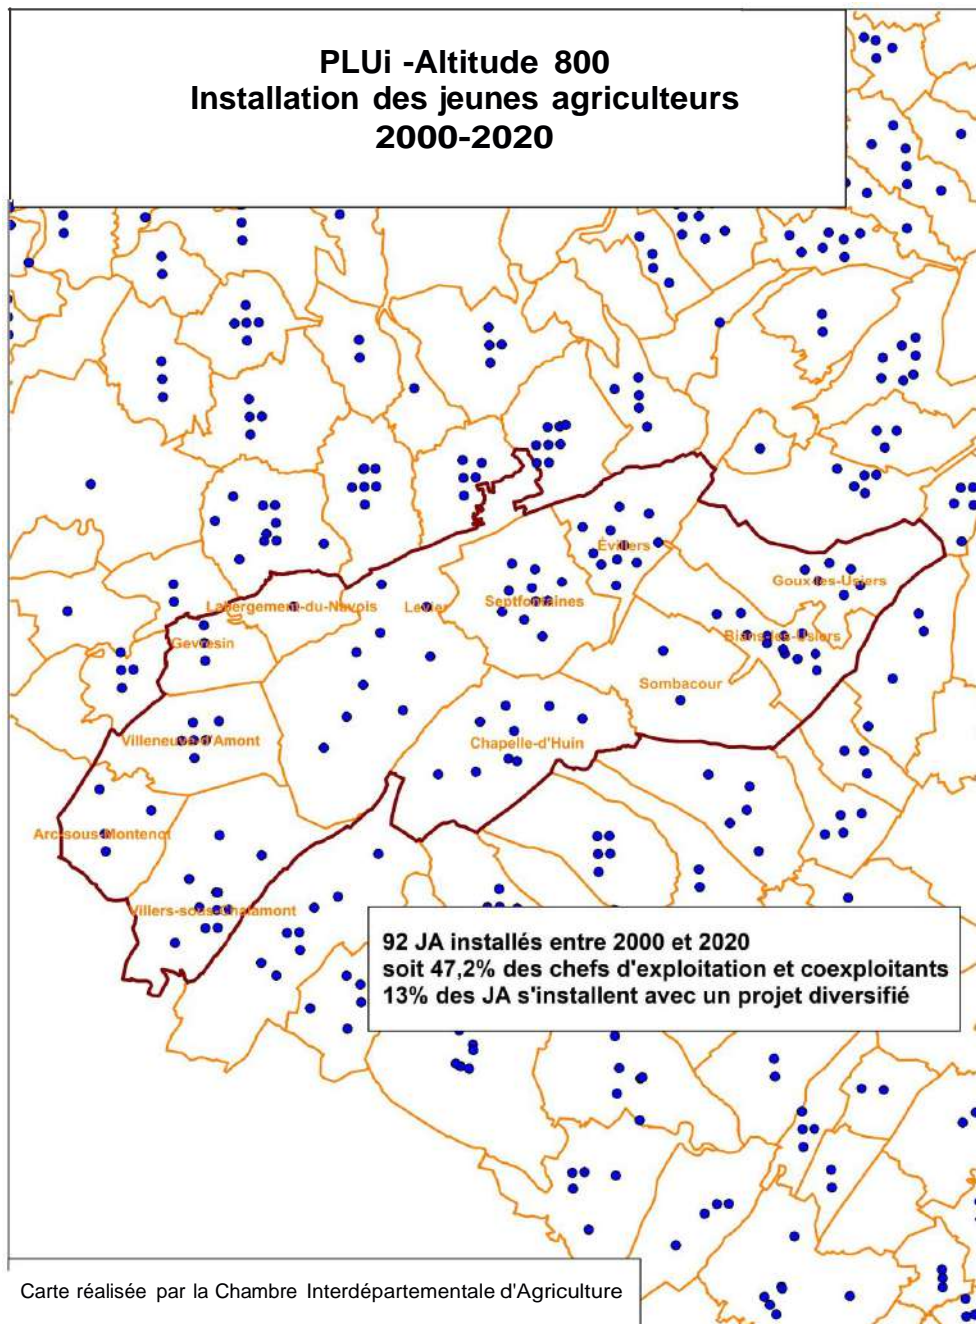 PLUi -Altitude 800
Installation des jeunes agriculteurs
2000-2020
Évillers
Goux-les-Usiers
Labergement-du-Navois
Levier
Septfontaines
Bians-les-Usiers
Gevresin
Sombacour
Villeneuve-d'Amont
Chapelle-d'Huin
Arc-sous-Montenot
Villers-sous-Chalamont
92 JA installés entre 2000 et 2020
soit 47,2% des chefs d'exploitation et coexploitants
13% des JA s'installent avec un projet diversifié
Carte réalisée par la Chambre Interdépartementale d'Agriculture